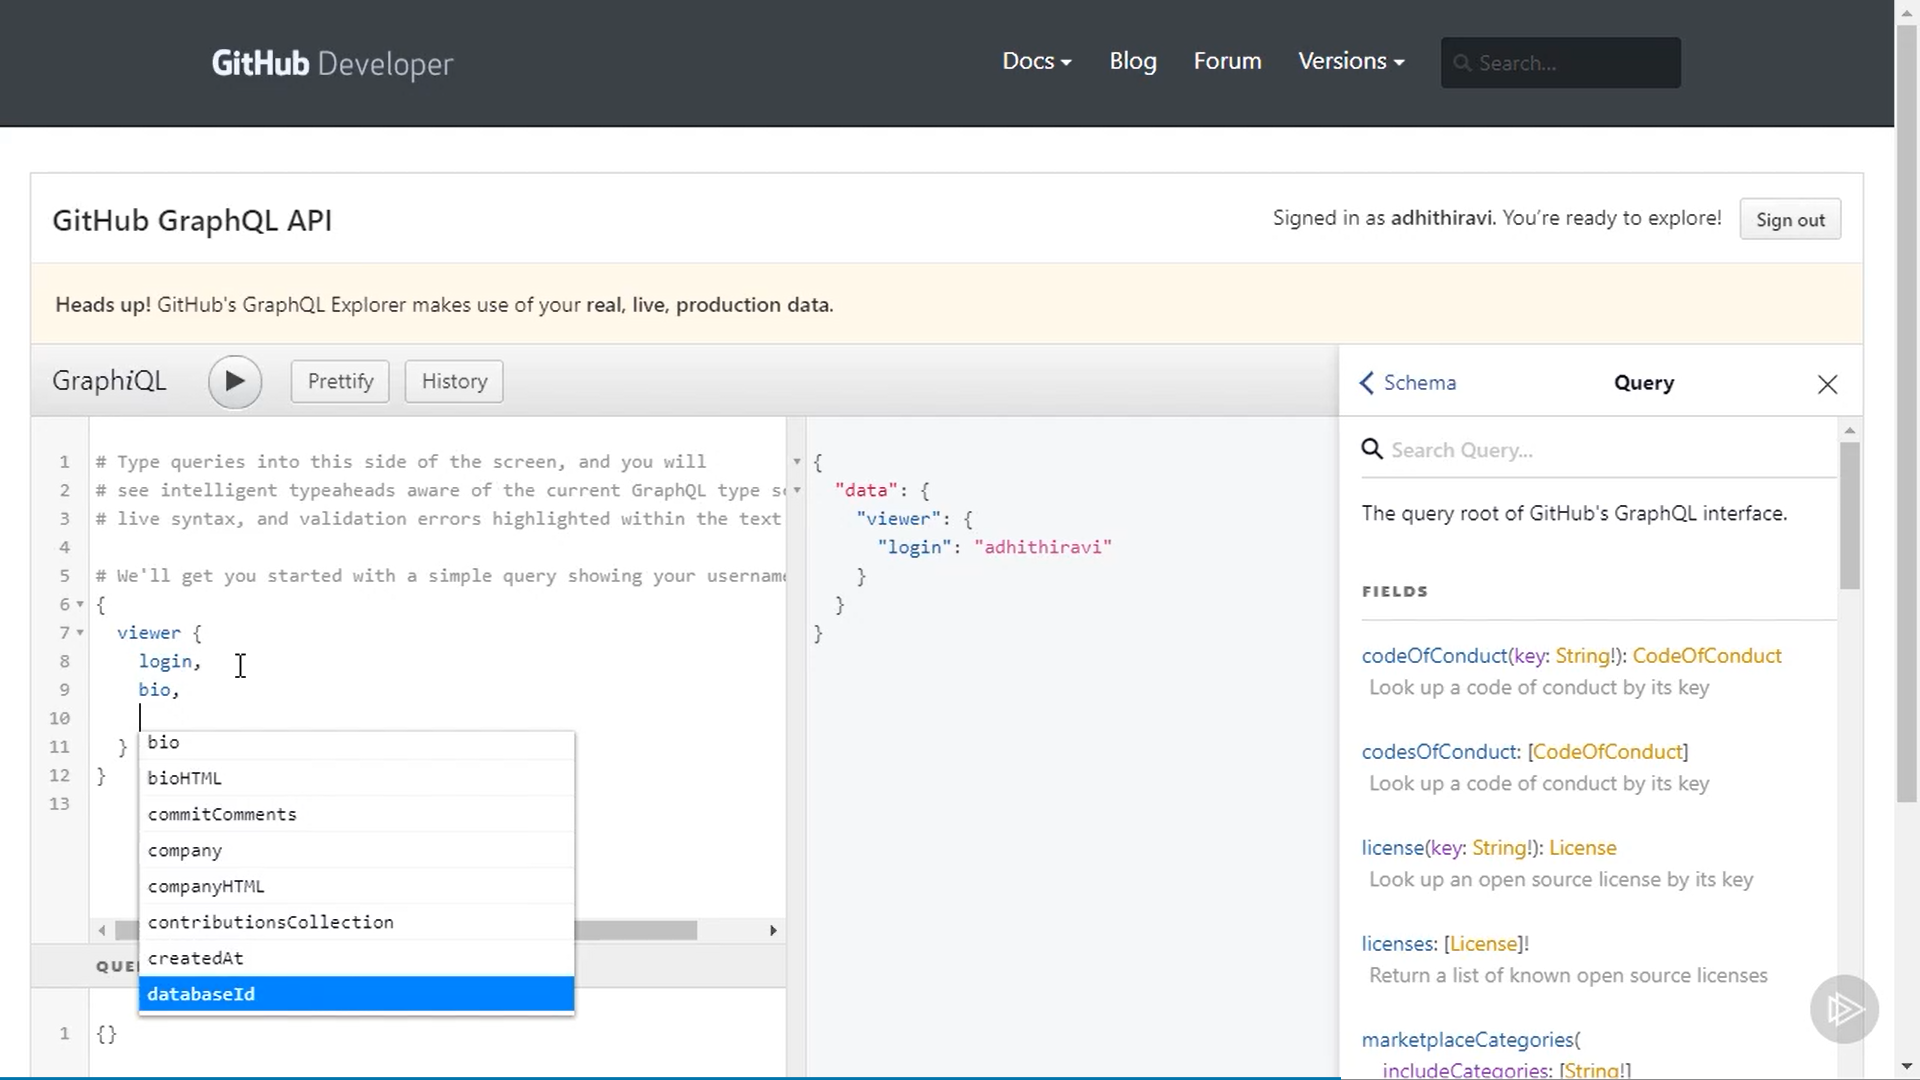 GitHub Developer
Docs
Blog
Forum
Versions
Search...
GitHub GraphQL API
Signed in as adhithiravi. You're ready to explore!
Sign out
Heads up! GitHub's GraphQL Explorer makes use of your real, live, production data.
GraphiQL
Prettify
History
Schema
Query
1 # Type queries into this side of the screen, and you will
2 # see intelligent typeaheads aware of the current GraphQL type s
3 # live syntax, and validation errors highlighted within the text
4
5 # We'll get you started with a simple query showing your username
6 {
7 viewer {
8 login,
9 bio,
10
11 }
12 }
13
bio
bioHTML
commitComments
company
companyHTML
contributionsCollection
createdAt
databaseId
QUE
1 {}
{
"data": {
"viewer": {
"login": "adhithiravi"
}
}
}
Search Query...
The query root of GitHub's GraphQL interface.
FIELDS
codeOfConduct(key: String!): CodeOfConduct
Look up a code of conduct by its key
codesOfConduct: [CodeOfConduct]
Look up a code of conduct by its key
license(key: String!): License
Look up an open source license by its key
licenses: [License]!
Return a list of known open source licenses
marketplaceCategories(
includeCategories: [String!]